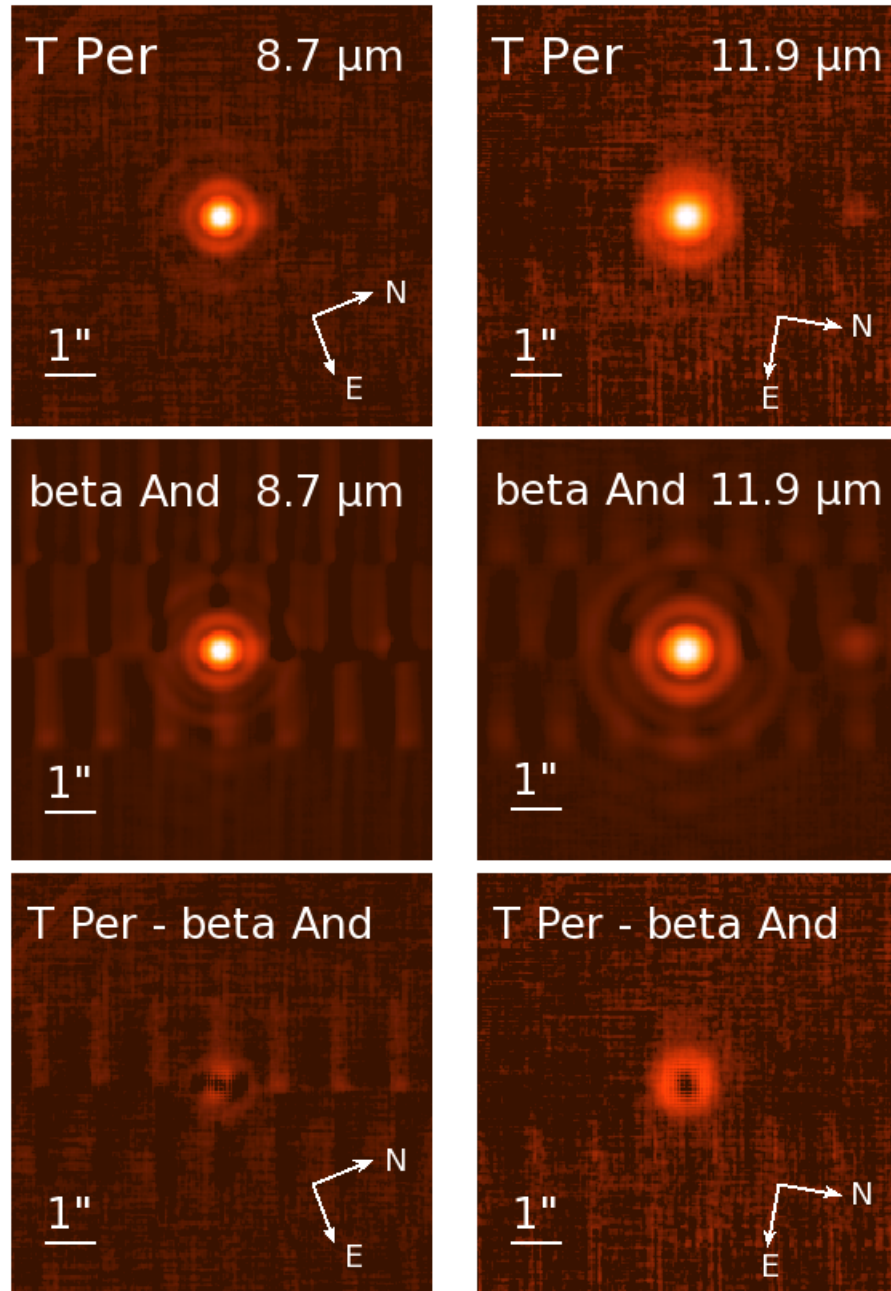 T Per 8.7 μm
N
1"
E
T Per 11.9 μm
N
1"
E
beta And 8.7 μm
1"
beta And 11.9 μm
1"
T Per - beta And
N
1"
E
T Per - beta And
N
1"
E